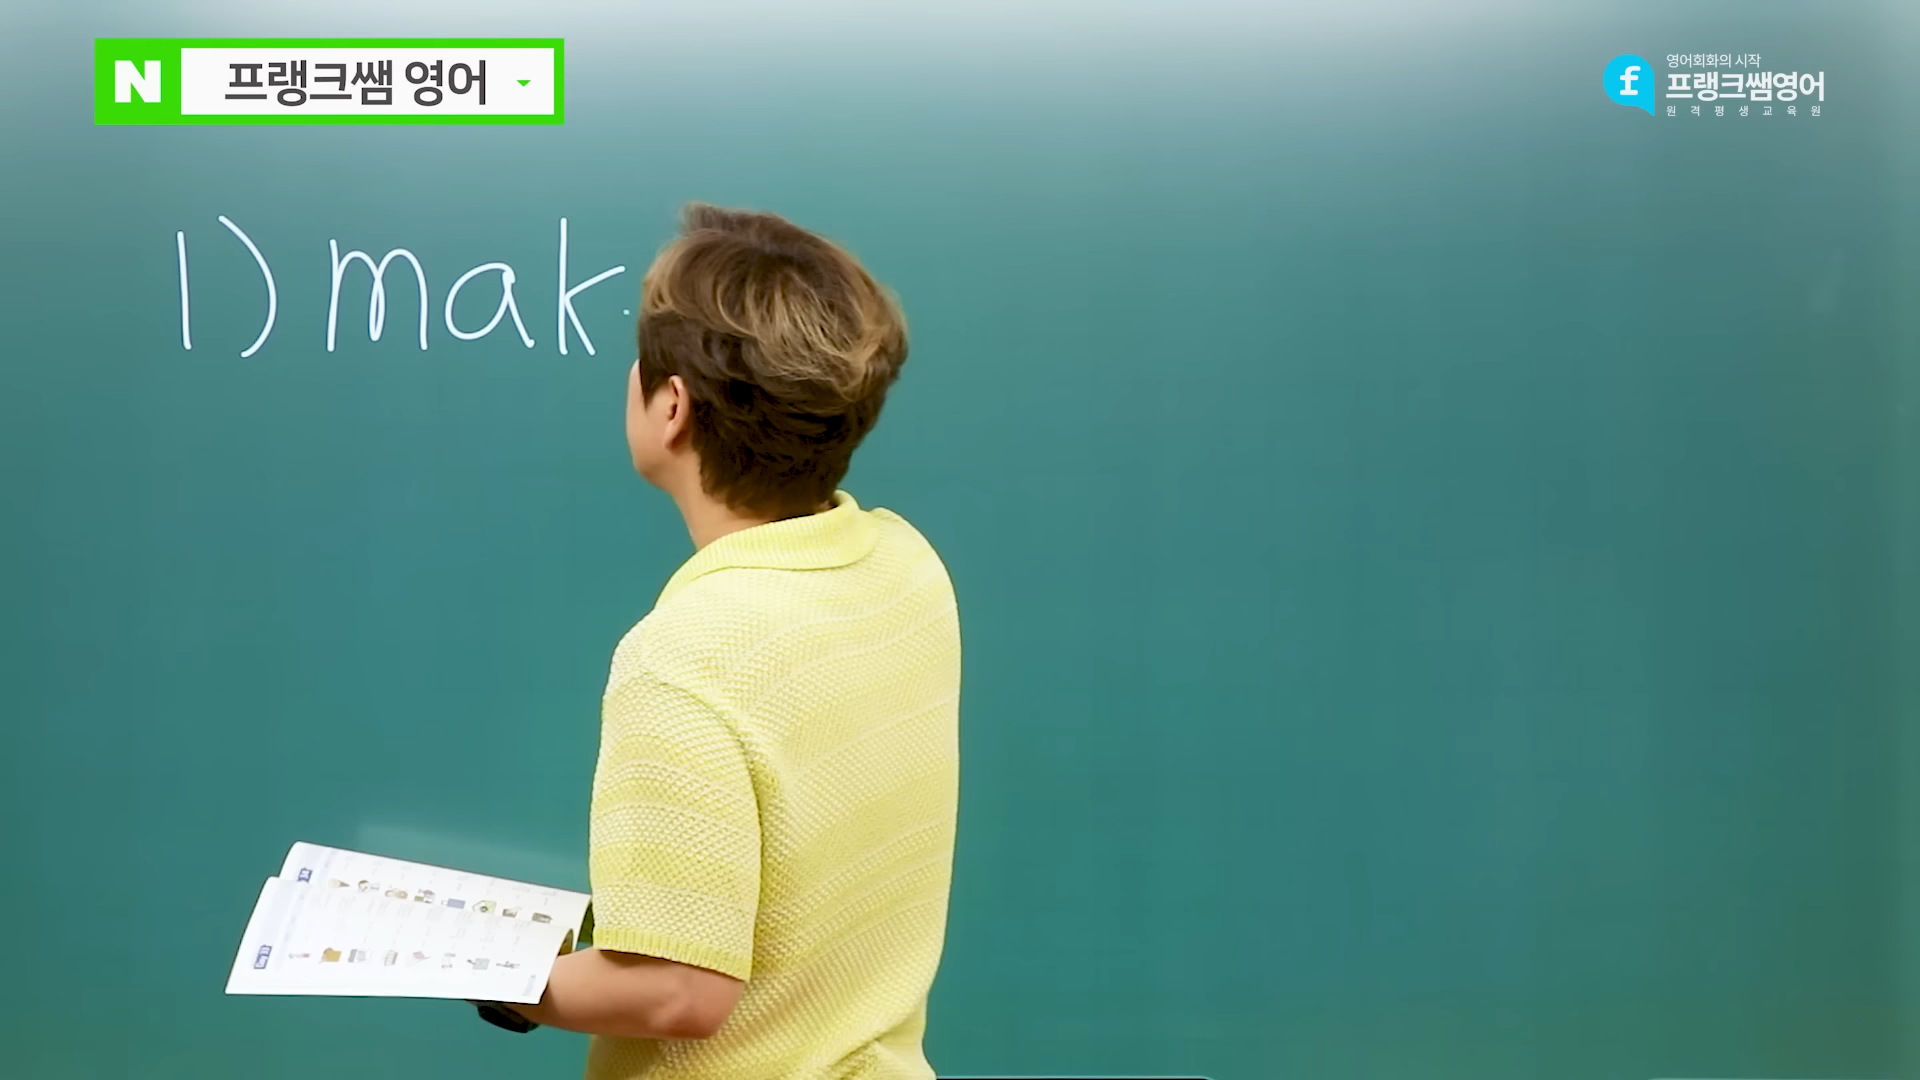 N 프랭크쌤 영어
영어회화의 시작
프랭크쌤영어
원격평생교육원
1) mak